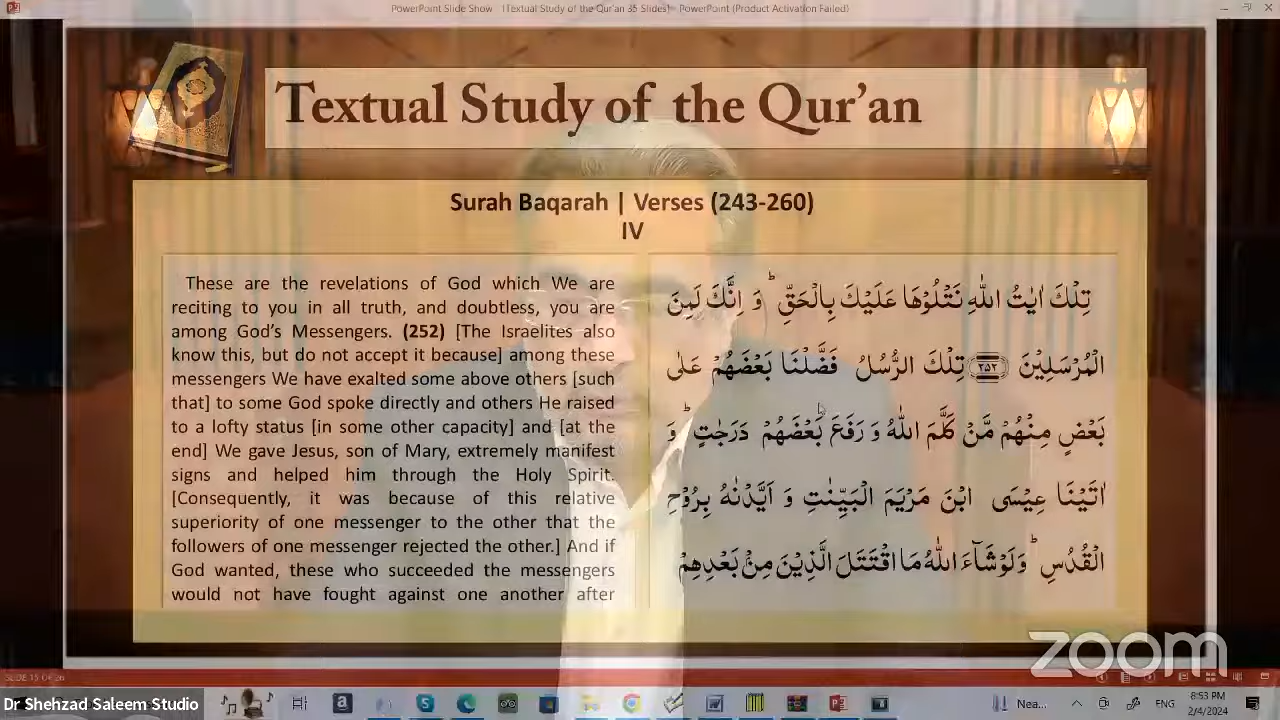 PowerPoint Slide Show - [Textual Study of the Qur'an 35 Slides] - PowerPoint (Product Activation Failed)
Textual Study of the Qur’an
Surah Baqarah | Verses (243-260)
IV
These are the revelations of God which We are
reciting to you in all truth, and doubtless, you are
among God’s Messengers. (252) [The Israelites also
know this, but do not accept it because] among these
messengers We have exalted some above others [such
that] to some God spoke directly and others He raised
to a lofty status [in some other capacity] and [at the
end] We gave Jesus, son of Mary, extremely manifest
signs and helped him through the Holy Spirit.
[Consequently, it was because of this relative
superiority of one messenger to the other that the
followers of one messenger rejected the other.] And if
God wanted, these who succeeded the messengers
would not have fought against one another after
تِلْكَ اٰيٰتُ اللّٰهِ نَتْلُوْهَا عَلَيْكَ بِالْحَقِّ ؕ وَ اِنَّكَ لَمِنَ
الْمُرْسَلِيْنَ ﴿۲۵۲﴾ تِلْكَ الرُّسُلُ فَضَّلْنَا بَعْضَهُمْ عَلٰى
بَعْضٍ مِنْهُمْ مَّنْ كَلَّمَ اللّٰهُ وَ رَفَعَ بَعْضَهُمْ دَرَجٰتٍ ؕ وَ
اٰتَيْنَا عِيْسَى ابْنَ مَرْيَمَ الْبَيِّنٰتِ وَ اَيَّدْنٰهُ بِرُوْحِ
الْقُدُسِ ؕ وَلَوْ شَآءَ اللّٰهُ مَا اقْتَتَلَ الَّذِيْنَ مِنْۢ بَعْدِهِمْ
zoom
SLIDE 15 OF 26
Dr Shehzad Saleem Studio
Nea...
ENG
8:53 PM
2/4/2024